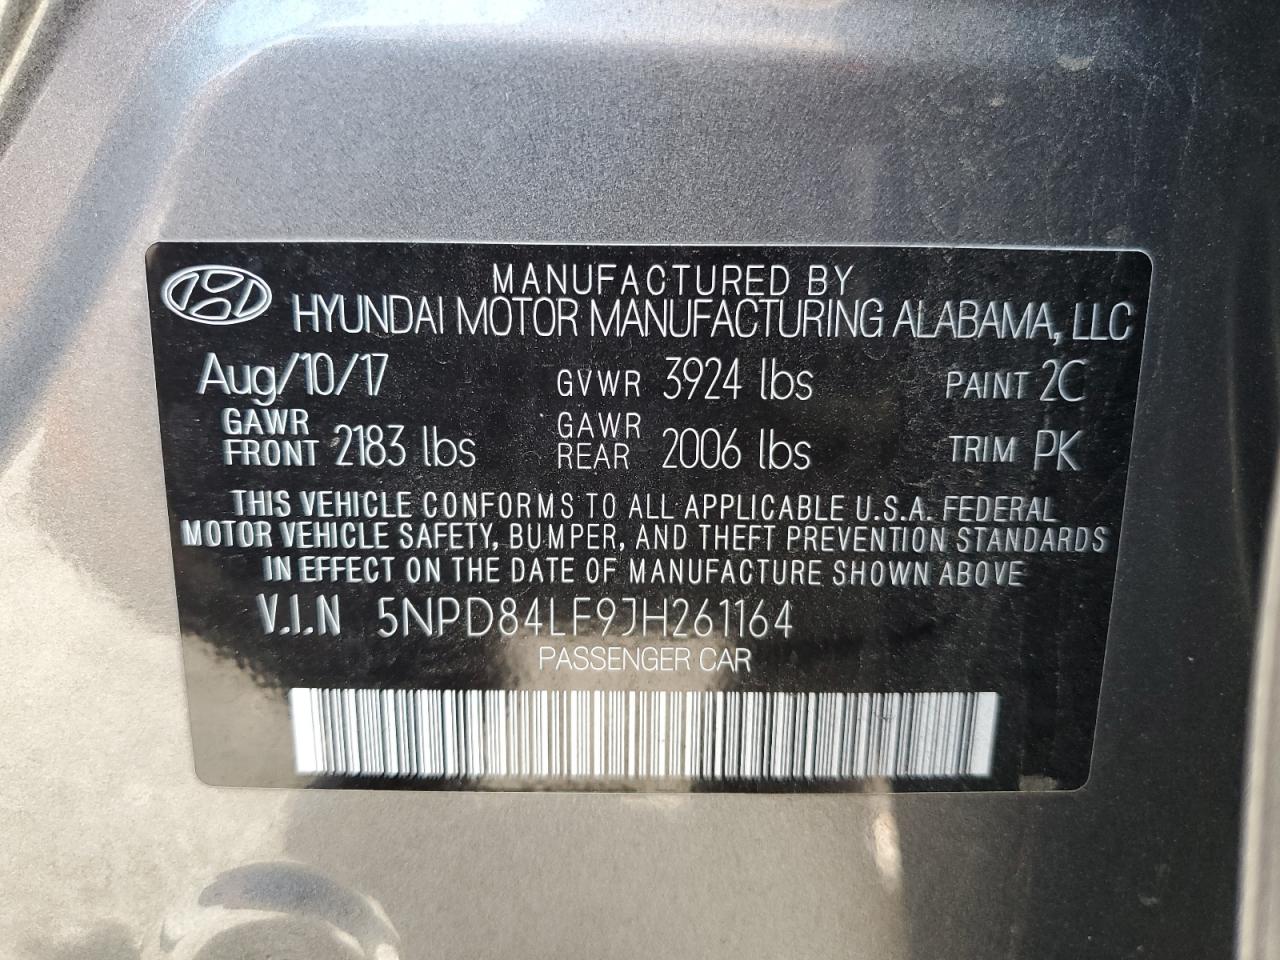 MANUFACTURED BY
HYUNDAI MOTOR MANUFACTURING ALABAMA, LLC
Aug/10/17 GVWR 3924 lbs PAINT 2C
GAWR FRONT 2183 lbs GAWR REAR 2006 lbs TRIM PK
THIS VEHICLE CONFORMS TO ALL APPLICABLE U.S.A. FEDERAL
MOTOR VEHICLE SAFETY, BUMPER, AND THEFT PREVENTION STANDARDS
IN EFFECT ON THE DATE OF MANUFACTURE SHOWN ABOVE
V.I.N 5NPD84LF9JH261164
PASSENGER CAR